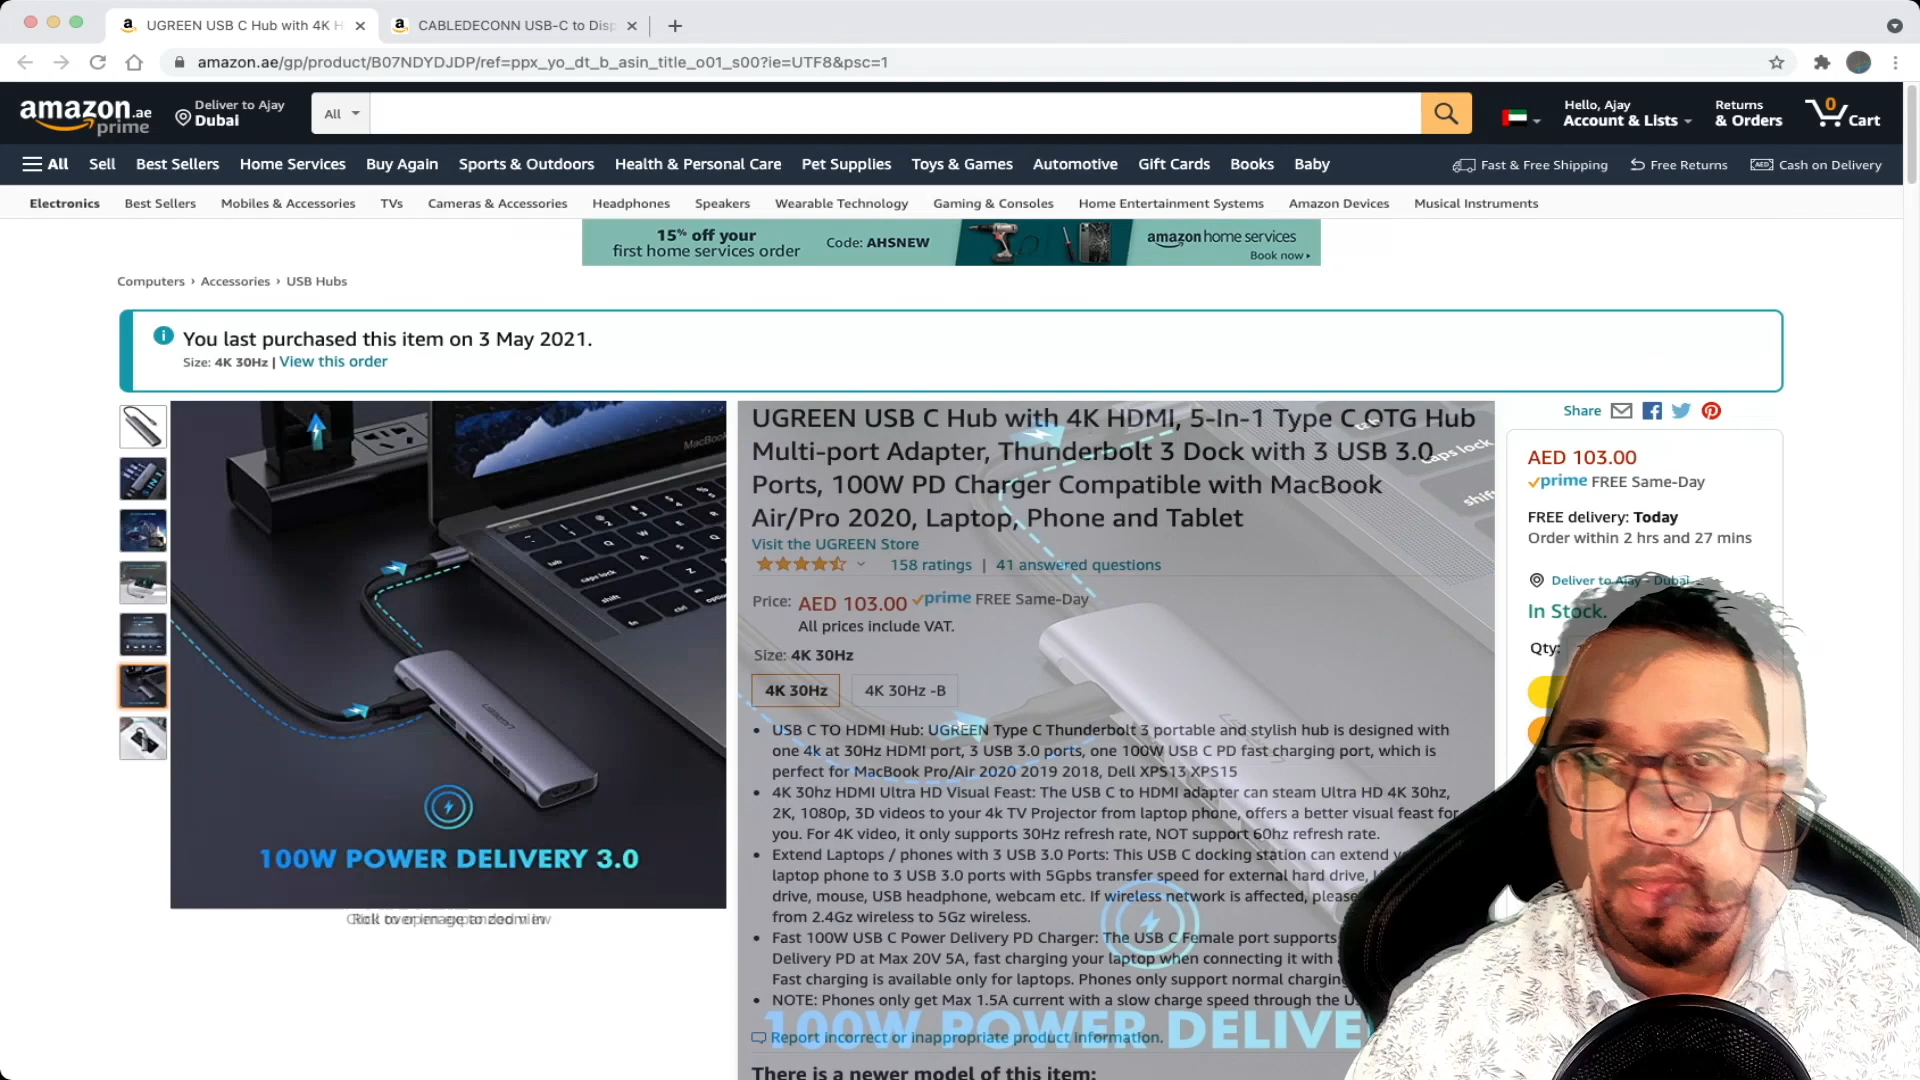 UGREEN USB C Hub with 4K H
CABLEDECONN USB-C to Disp
amazon.ae/gp/product/B07NDYDJDP/ref=ppx_yo_dt_b_asin_title_o01_s00?ie=UTF8&psc=1
amazon.ae
prime
Deliver to Ajay
Dubai
All
Hello, Ajay
Account & Lists
Returns
& Orders
0
Cart
All Sell Best Sellers Home Services Buy Again Sports & Outdoors Health & Personal Care Pet Supplies Toys & Games Automotive Gift Cards Books Baby Fast & Free Shipping Free Returns AED Cash on Delivery
Electronics Best Sellers Mobiles & Accessories TVs Cameras & Accessories Headphones Speakers Wearable Technology Gaming & Consoles Home Entertainment Systems Amazon Devices Musical Instruments
15% off your
first home services order
Code: AHSNEW
amazon home services
Book now ▸
Computers › Accessories › USB Hubs
You last purchased this item on 3 May 2021.
Size: 4K 30Hz | View this order
MacBook
caps lock
shift
tab
UGREEN
100W POWER DELIVERY 3.0
UGREEN USB C Hub with 4K HDMI, 5-In-1 Type C OTG Hub
Multi-port Adapter, Thunderbolt 3 Dock with 3 USB 3.0
Ports, 100W PD Charger Compatible with MacBook
Air/Pro 2020, Laptop, Phone and Tablet
caps lock
shift
Visit the UGREEN Store
158 ratings | 41 answered questions
Price: AED 103.00 prime FREE Same-Day
All prices include VAT.
Size: 4K 30Hz
4K 30Hz
4K 30Hz -B
• USB C TO HDMI Hub: UGREEN Type C Thunderbolt 3 portable and stylish hub is designed with
one 4k at 30Hz HDMI port, 3 USB 3.0 ports, one 100W USB C PD fast charging port, which is
perfect for MacBook Pro/Air 2020 2019 2018, Dell XPS13 XPS15
• 4K 30hz HDMI Ultra HD Visual Feast: The USB C to HDMI adapter can steam Ultra HD 4K 30hz,
2K, 1080p, 3D videos to your 4k TV Projector from laptop phone, offers a better visual feast for
you. For 4K video, it only supports 30Hz refresh rate, NOT support 60hz refresh rate.
• Extend Laptops / phones with 3 USB 3.0 Ports: This USB C docking station can extend
laptop phone to 3 USB 3.0 ports with 5Gpbs transfer speed for external hard drive,
drive, mouse, USB headphone, webcam etc. If wireless network is affected, please
from 2.4Gz wireless to 5Gz wireless.
• Fast 100W USB C Power Delivery PD Charger: The USB C Female port supports
Delivery PD at Max 20V 5A, fast charging your laptop when connecting it with
Fast charging is available only for laptops. Phones only support normal charging
• NOTE: Phones only get Max 1.5A current with a slow charge speed through the
100W POWER DELIVE
Report incorrect or inappropriate product information.
There is a newer model of this item:
Share
AED 103.00
prime FREE Same-Day
FREE delivery: Today
Order within 2 hrs and 27 mins
Deliver to Ajay - Dubai
In Stock.
Qty: